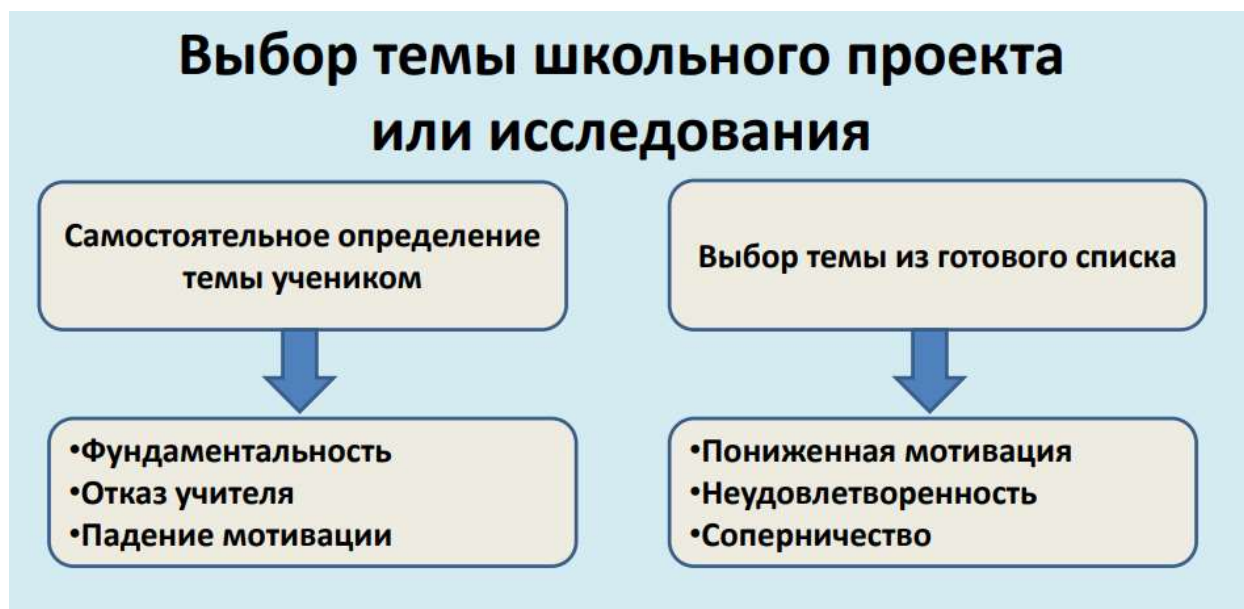 Выбор темы школьного проекта
или исследования
Самостоятельное определение
темы учеником
Выбор темы из готового списка
•Фундаментальность
•Отказ учителя
•Падение мотивации
•Пониженная мотивация
•Неудовлетворенность
•Соперничество